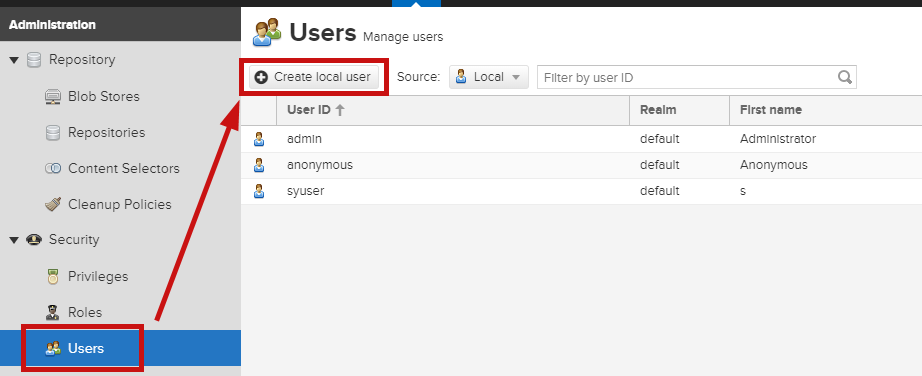 Administration
Repository
Blob Stores
Repositories
Content Selectors
Cleanup Policies
Security
Privileges
Roles
Users
Users Manage users
Create local user Source: Local Filter by user ID
User ID Realm First name
admin default Administrator
anonymous default Anonymous
syuser default s